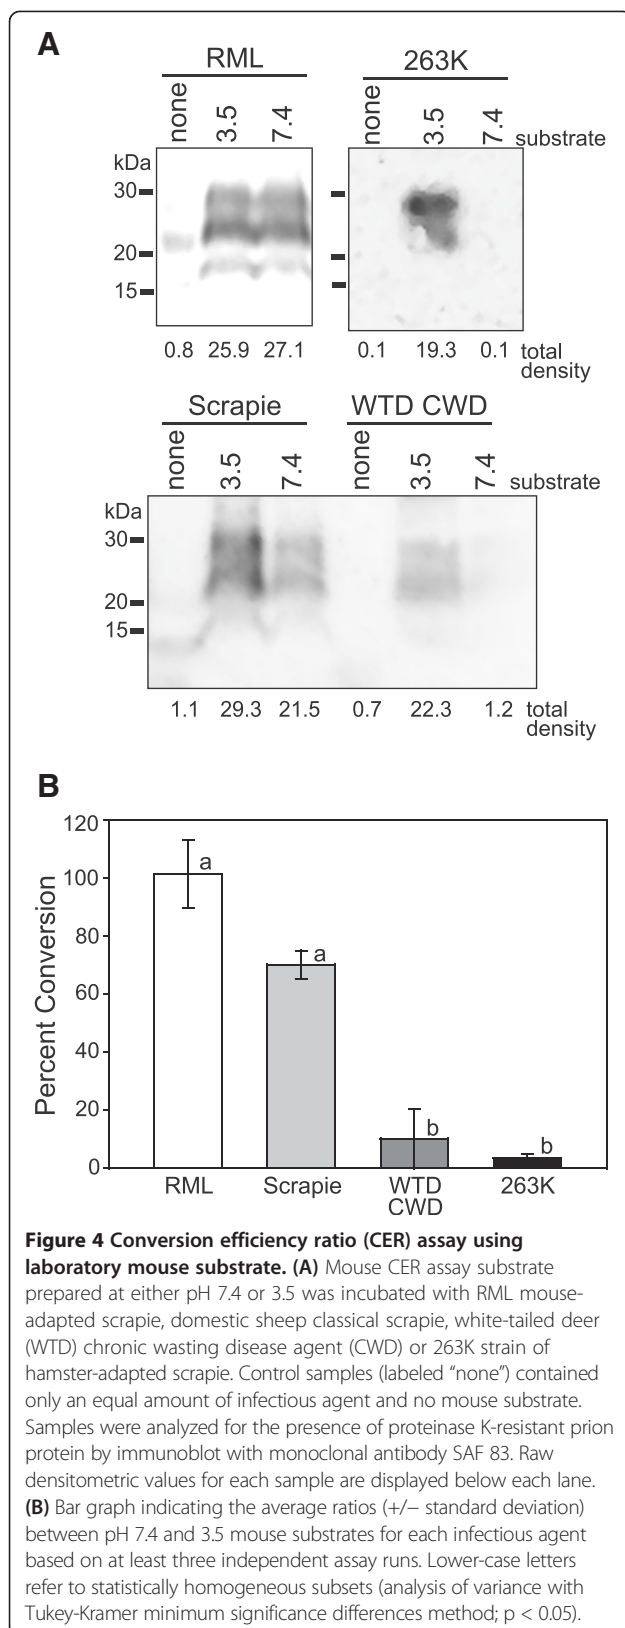 A
RML 263K
none 3.5 7.4 none 3.5 7.4 substrate
kDa
30
20
15
0.8 25.9 27.1 0.1 19.3 0.1 total
density
Scrapie WTD CWD
none 3.5 7.4 none 3.5 7.4 substrate
kDa
30
20
15
1.1 29.3 21.5 0.7 22.3 1.2 total
density
B
Percent Conversion
120
100
80
60
40
20
0
a
a
b
b
RML Scrapie WTD 263K
CWD
Figure 4 Conversion efficiency ratio (CER) assay using
laboratory mouse substrate. (A) Mouse CER assay substrate
prepared at either pH 7.4 or 3.5 was incubated with RML mouse-
adapted scrapie, domestic sheep classical scrapie, white-tailed deer
(WTD) chronic wasting disease agent (CWD) or 263K strain of
hamster-adapted scrapie. Control samples (labeled “none”) contained
only an equal amount of infectious agent and no mouse substrate.
Samples were analyzed for the presence of proteinase K-resistant prion
protein by immunoblot with monoclonal antibody SAF 83. Raw
densitometric values for each sample are displayed below each lane.
(B) Bar graph indicating the average ratios (+/− standard deviation)
between pH 7.4 and 3.5 mouse substrates for each infectious agent
based on at least three independent assay runs. Lower-case letters
refer to statistically homogeneous subsets (analysis of variance with
Tukey-Kramer minimum significance differences method; p < 0.05).